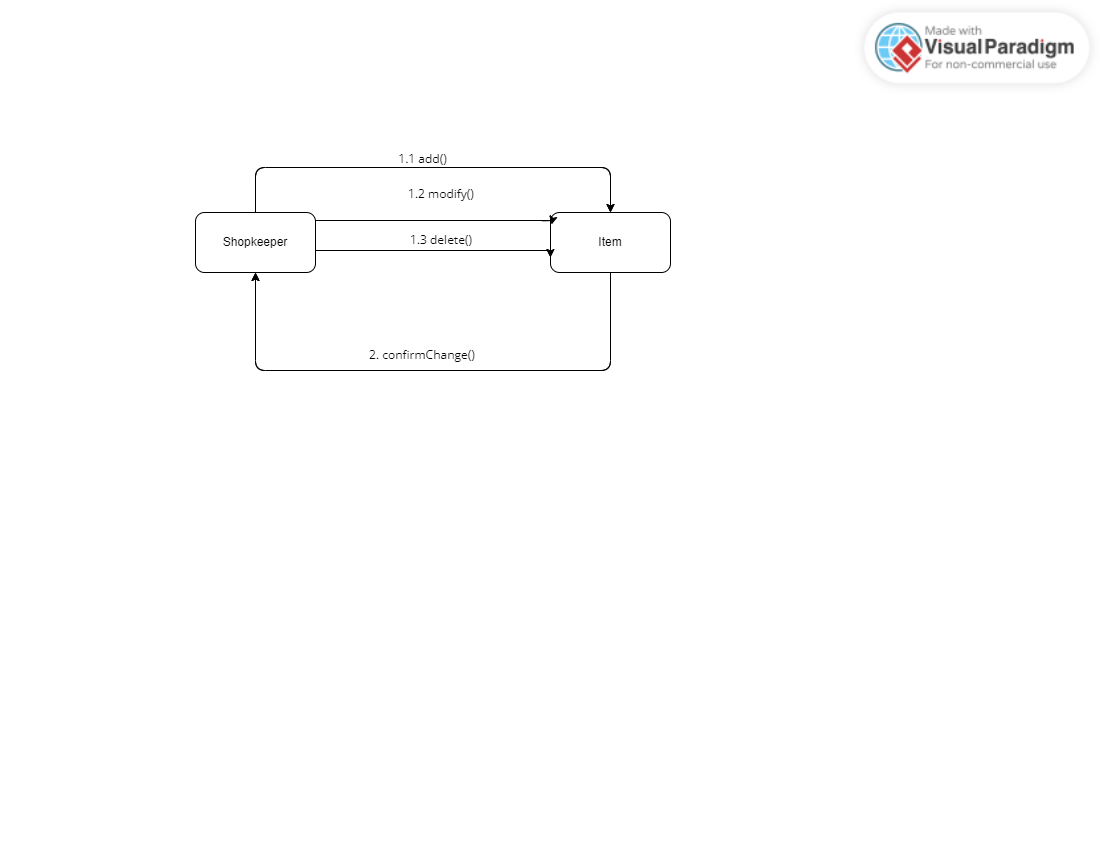 Made with
Visual Paradigm
For non-commercial use
1.1 add()
1.2 modify()
Shopkeeper
1.3 delete()
Item
2. confirmChange()